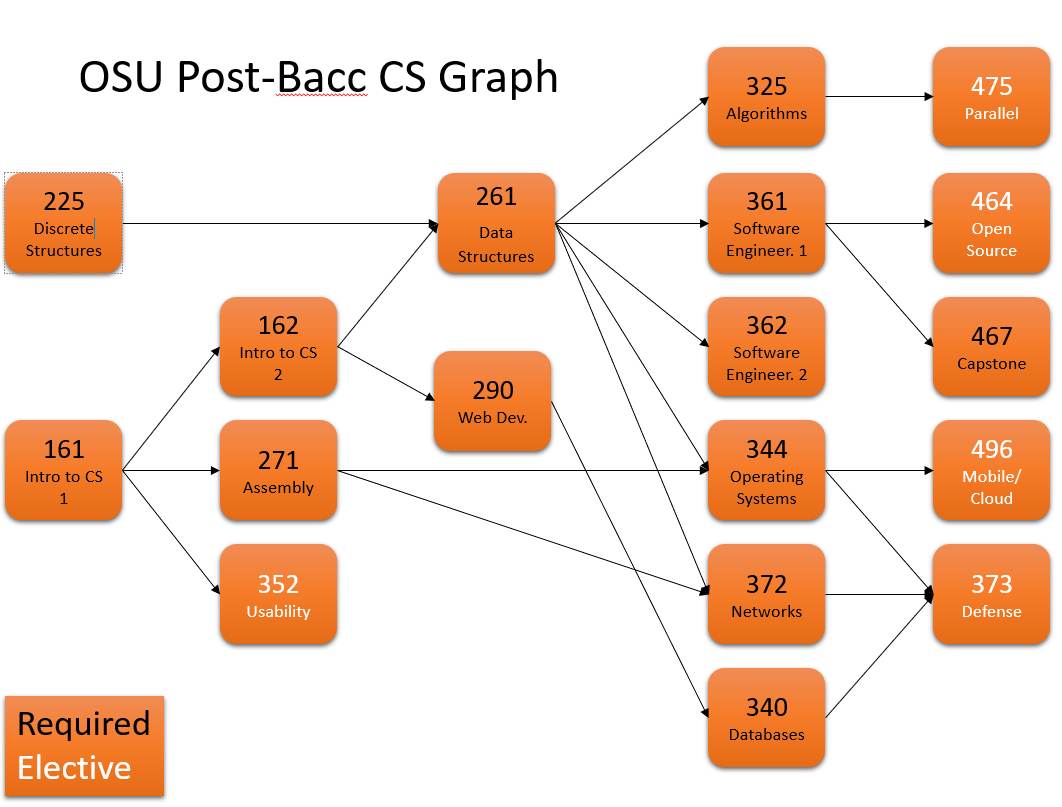 OSU Post-Bacc CS Graph
325
Algorithms
475
Parallel
225
Discrete
Structures
261
Data
Structures
361
Software
Engineer. 1
464
Open
Source
162
Intro to CS
2
362
Software
Engineer. 2
467
Capstone
290
Web Dev.
161
Intro to CS
1
271
Assembly
344
Operating
Systems
496
Mobile/
Cloud
352
Usability
372
Networks
373
Defense
340
Databases
Required
Elective